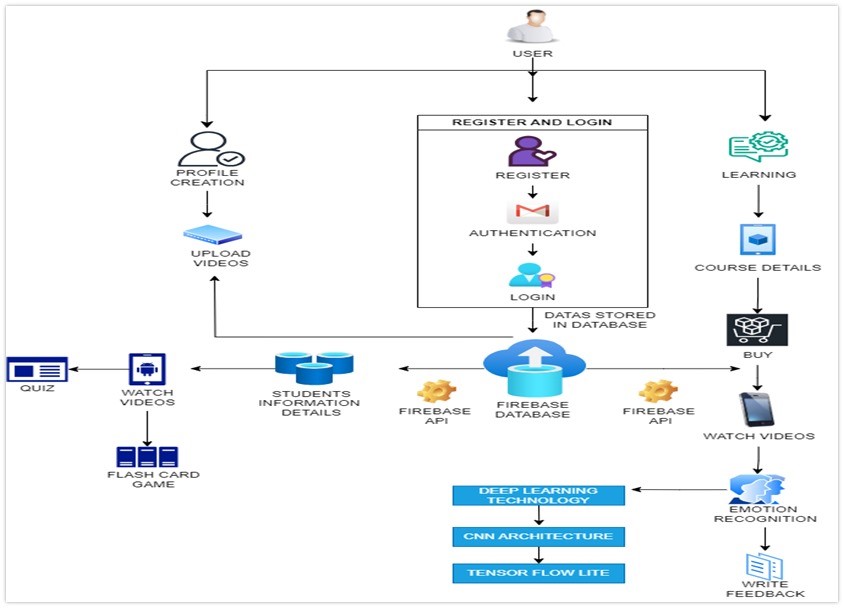 USER
REGISTER AND LOGIN
REGISTER
AUTHENTICATION
LOGIN
PROFILE
CREATION
UPLOAD
VIDEOS
LEARNING
COURSE DETAILS
BUY
WATCH VIDEOS
EMOTION
RECOGNITION
WRITE
FEEDBACK
DATAS STORED
IN DATABASE
FIREBASE
DATABASE
FIREBASE
API
FIREBASE
API
STUDENTS
INFORMATION
DETAILS
WATCH
VIDEOS
QUIZ
FLASH CARD
GAME
DEEP LEARNING
TECHNOLOGY
CNN ARCHITECTURE
TENSOR FLOW LITE